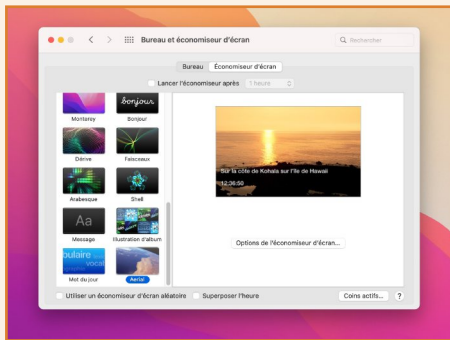 Bureau et économiseur d'écran
Rechercher
Bureau
Économiseur d'écran
Lancer l'économiseur après
1 heure
Monterey
bonjour
Bonjour
Dérive
Faisceaux
Arabesque
Shell
Aa
Message
Illustration d'album
Mot du jour
Aerial
Sur la côte de Kohala sur l'île de Hawaii
12:36:50
Options de l'économiseur d'écran...
Utiliser un économiseur d'écran aléatoire
Superposer l'heure
Coins actifs...
?